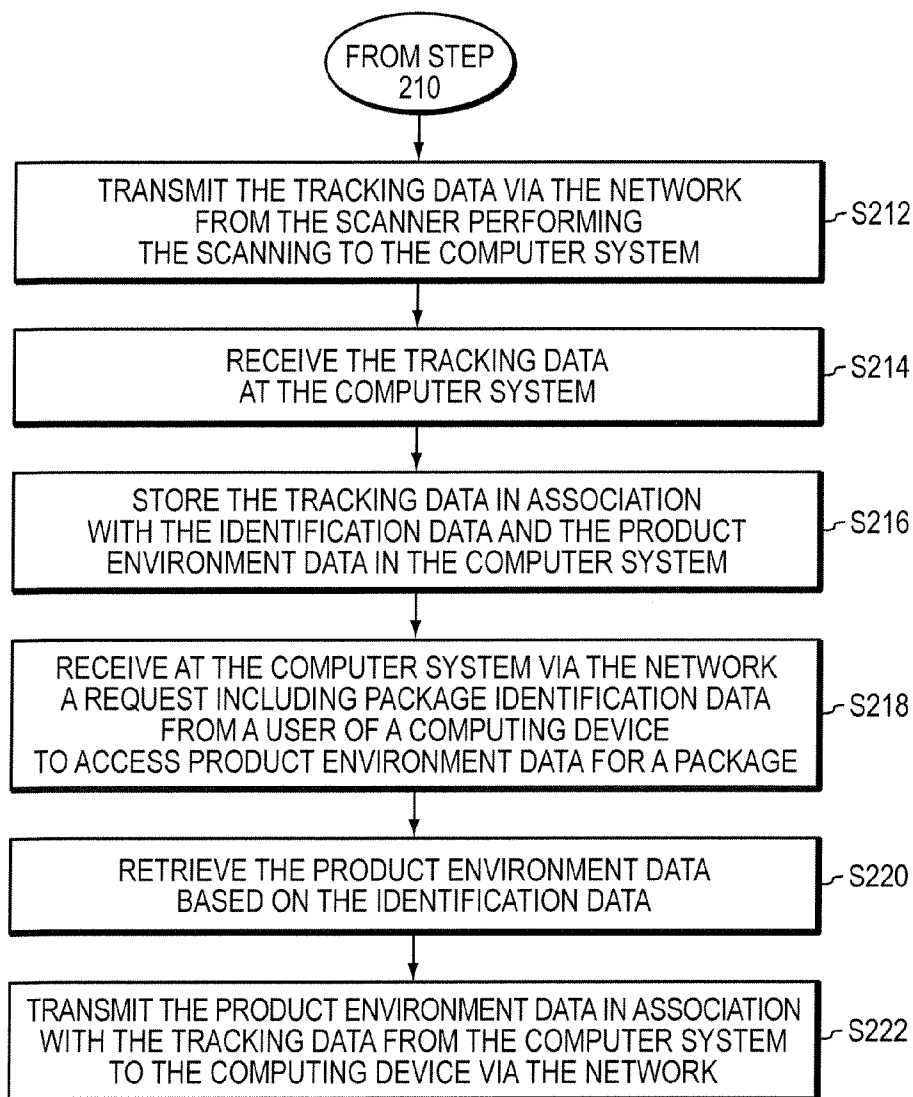 FROM STEP
210
TRANSMIT THE TRACKING DATA VIA THE NETWORK
FROM THE SCANNER PERFORMING
THE SCANNING TO THE COMPUTER SYSTEM
S212
RECEIVE THE TRACKING DATA
AT THE COMPUTER SYSTEM
S214
STORE THE TRACKING DATA IN ASSOCIATION
WITH THE IDENTIFICATION DATA AND THE PRODUCT
ENVIRONMENT DATA IN THE COMPUTER SYSTEM
S216
RECEIVE AT THE COMPUTER SYSTEM VIA THE NETWORK
A REQUEST INCLUDING PACKAGE IDENTIFICATION DATA
FROM A USER OF A COMPUTING DEVICE
TO ACCESS PRODUCT ENVIRONMENT DATA FOR A PACKAGE
S218
RETRIEVE THE PRODUCT ENVIRONMENT DATA
BASED ON THE IDENTIFICATION DATA
S220
TRANSMIT THE PRODUCT ENVIRONMENT DATA IN ASSOCIATION
WITH THE TRACKING DATA FROM THE COMPUTER SYSTEM
TO THE COMPUTING DEVICE VIA THE NETWORK
S222